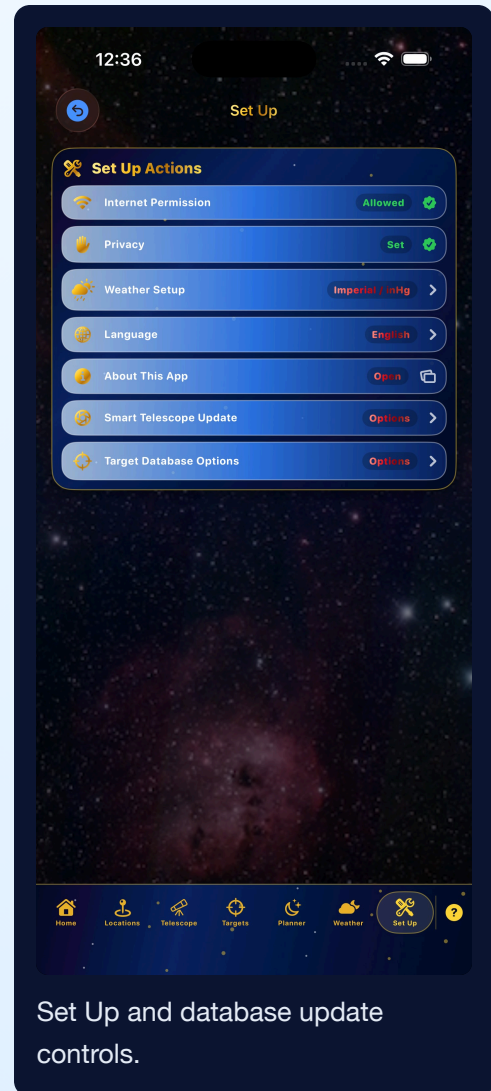 12:36
Set Up
Set Up Actions
Internet Permission Allowed
Privacy Set
Weather Setup Imperial / inHg
Language English
About This App Open
Smart Telescope Update Options
Target Database Options Options
Home Locations Telescope Targets Planner Weather Set Up ?
Set Up and database update
controls.